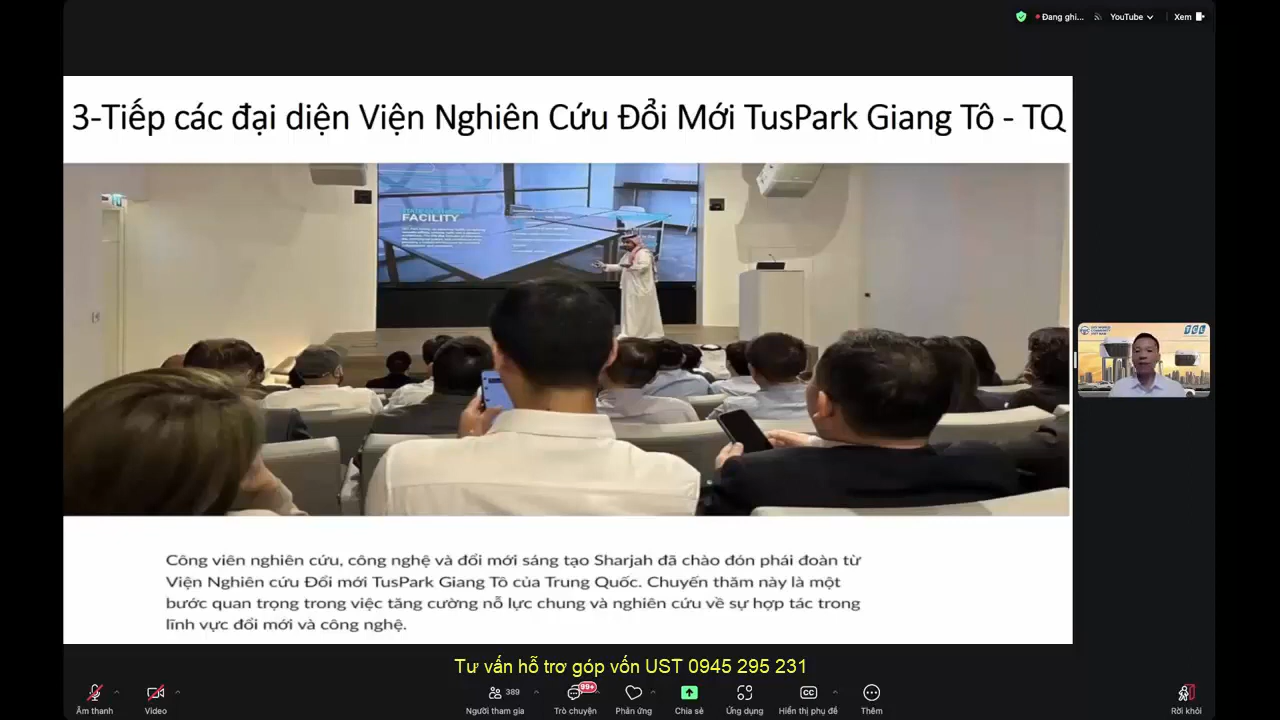 Đang ghi...
YouTube
Xem
3-Tiếp các đại diện Viện Nghiên Cứu Đổi Mới TusPark Giang Tô - TQ
FACILITY
TCL
Công viên nghiên cứu, công nghệ và đổi mới sáng tạo Sharjah đã chào đón phái đoàn từ
Viện Nghiên cứu Đổi mới TusPark Giang Tô của Trung Quốc. Chuyến thăm này là một
bước quan trọng trong việc tăng cường nỗ lực chung và nghiên cứu về sự hợp tác trong
lĩnh vực đổi mới và công nghệ.
Tư vấn hỗ trợ góp vốn UST 0945 295 231
389
99+
CC
Âm thanh
Video
Người tham gia
Trò chuyện
Phản ứng
Chia sẻ
Ứng dụng
Hiển thị phụ đề
Thêm
Rời khỏi